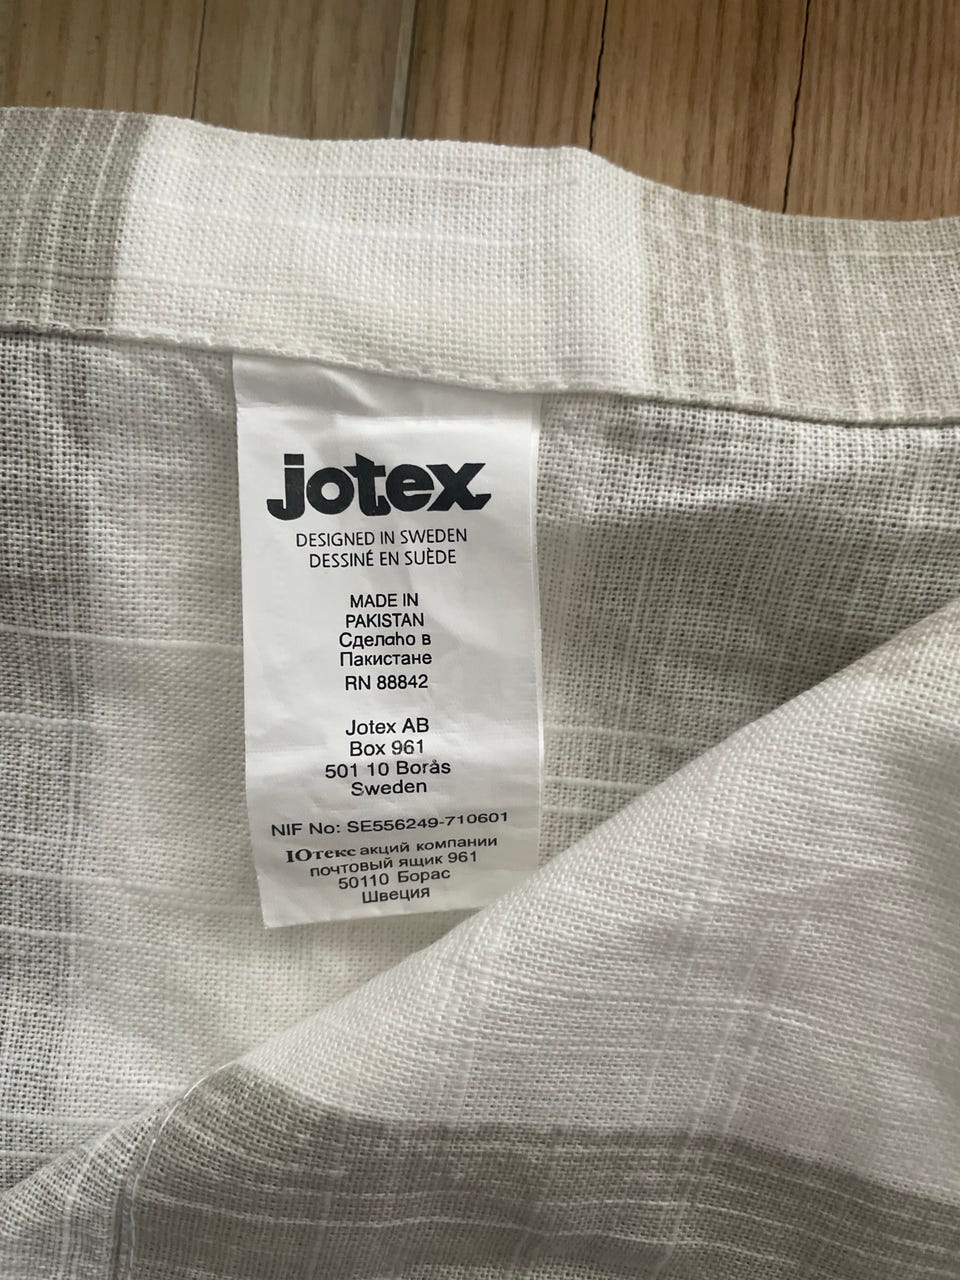 jotex
DESIGNED IN SWEDEN
DESSINÉ EN SUÈDE
MADE IN
PAKISTAN
Сделаhо в
Пакистане
RN 88842
Jotex AB
Box 961
501 10 Borås
Sweden
NIF No: SE556249-710601
Ютекс акций компании
почтовый ящик 961
50110 Борас
Швеция